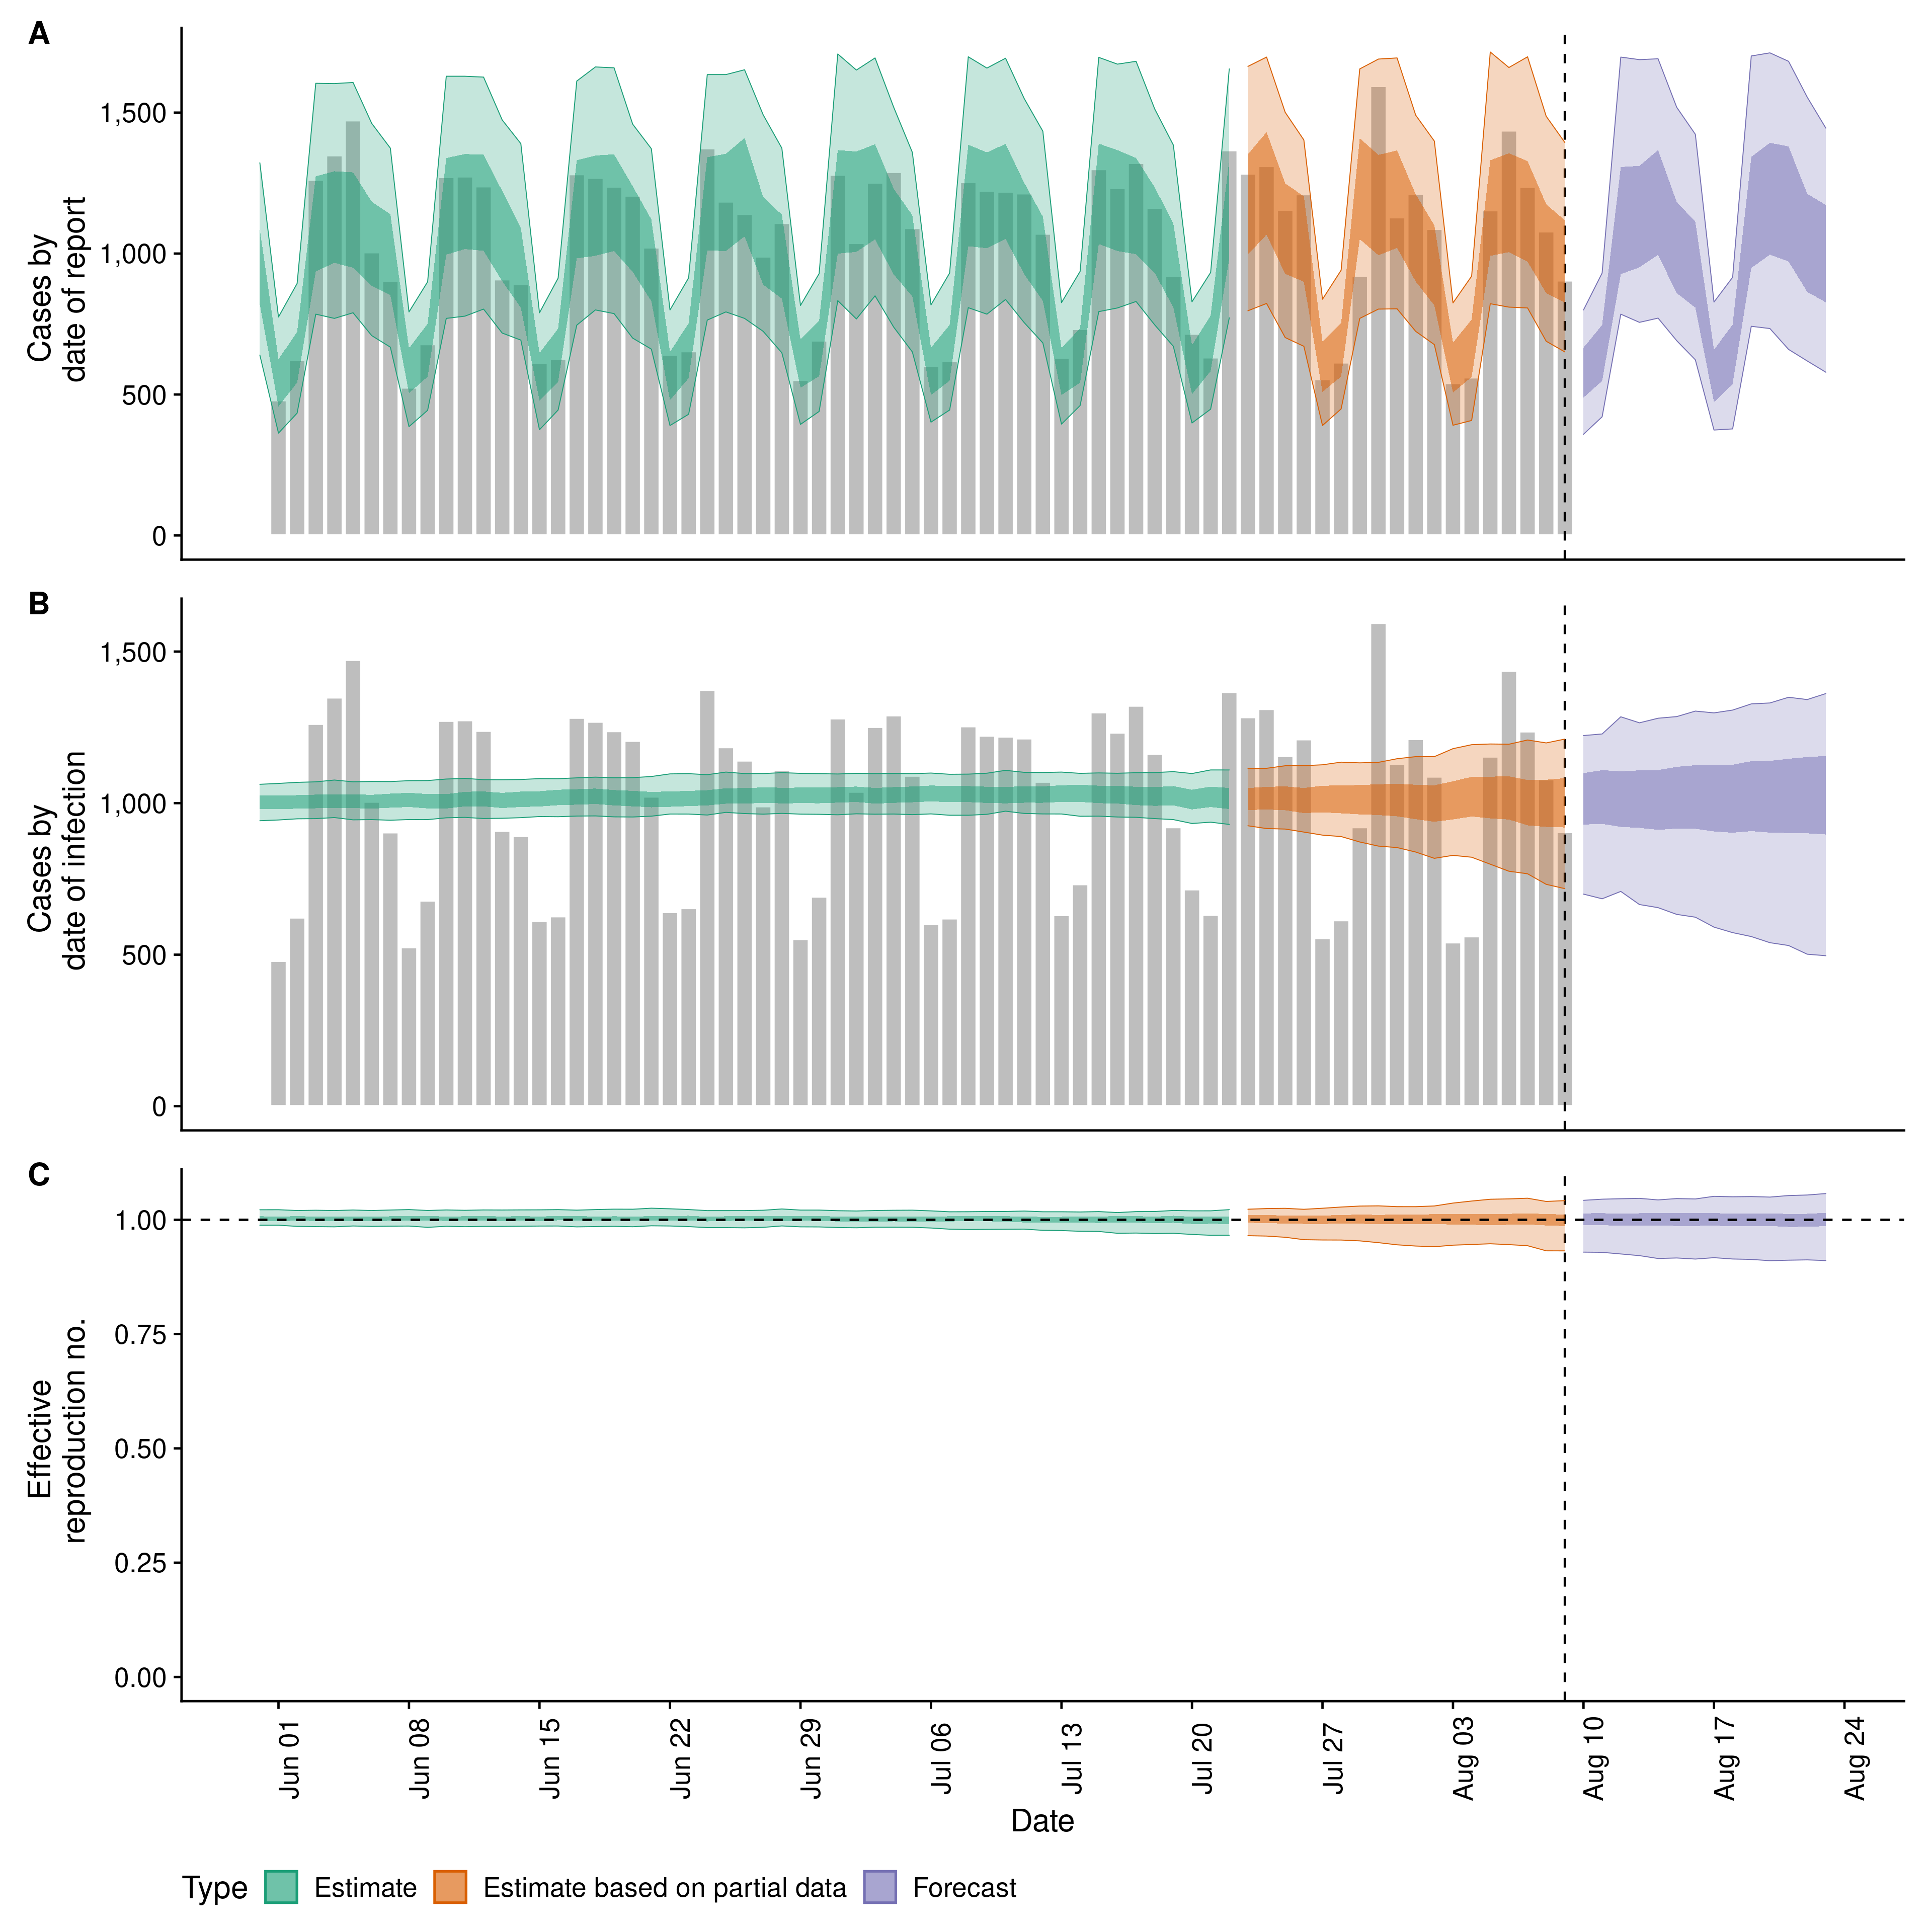 A
Cases by
date of report
1,500
1,000
500
0
B
Cases by
date of infection
1,500
1,000
500
0
C
Effective
reproduction no.
1.00
0.75
0.50
0.25
0.00
Jun 01
Jun 08
Jun 15
Jun 22
Jun 29
Jul 06
Jul 13
Jul 20
Jul 27
Aug 03
Aug 10
Aug 17
Aug 24
Date
Type Estimate Estimate based on partial data Forecast